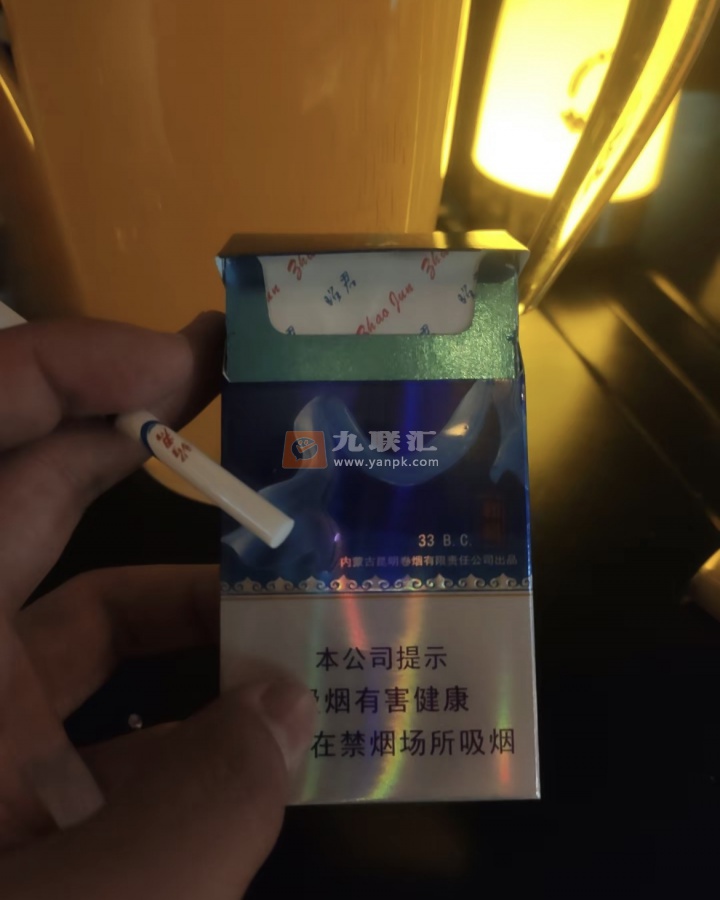 Zhao Jun
昭君
九联汇
www.yanpk.com
33 B.C.
内蒙古昆明卷烟有限责任公司出品
本公司提示
吸烟有害健康
在禁烟场所吸烟